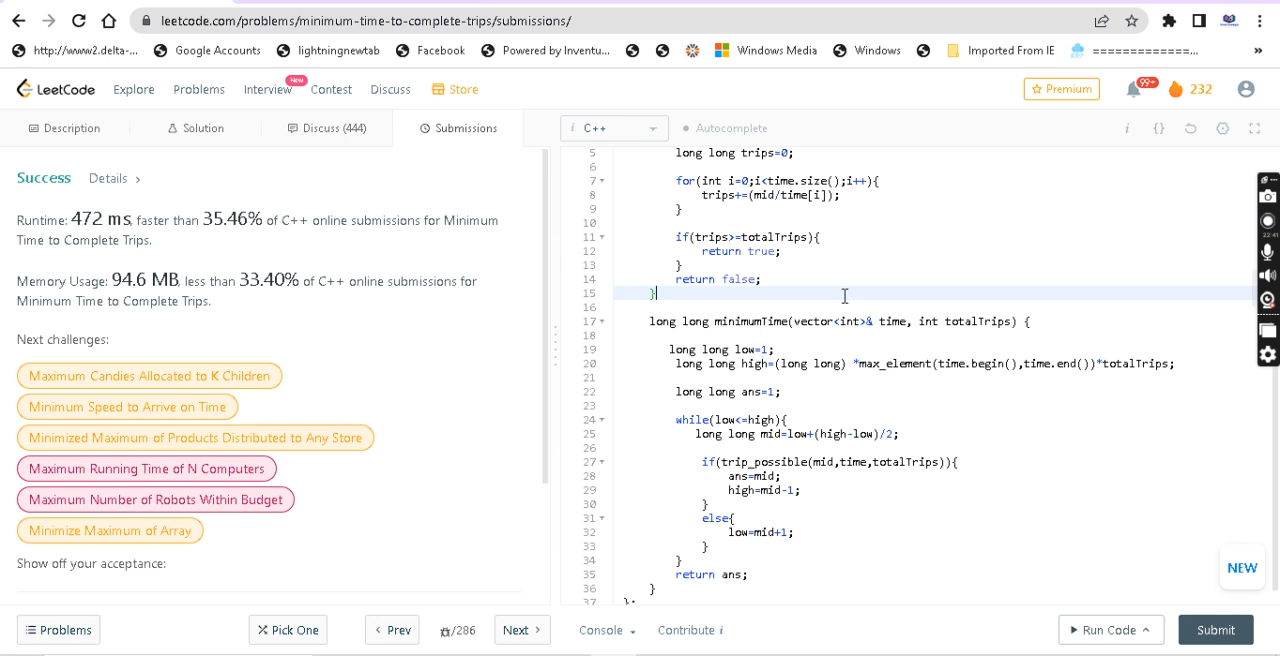 leetcode.com/problems/minimum-time-to-complete-trips/submissions/
http://www2.delta-... Google Accounts lightningnewtab Facebook Powered by Inventu... Windows Media Windows Imported From IE =============... »
LeetCode Explore Problems Interview New Contest Discuss Store Premium 99+ 232
Description Solution Discuss (444) Submissions i C++ Autocomplete i {}
Success Details >
Runtime: 472 ms, faster than 35.46% of C++ online submissions for Minimum
Time to Complete Trips.
Memory Usage: 94.6 MB, less than 33.40% of C++ online submissions for
Minimum Time to Complete Trips.
Next challenges:
Maximum Candies Allocated to K Children
Minimum Speed to Arrive on Time
Minimized Maximum of Products Distributed to Any Store
Maximum Running Time of N Computers
Maximum Number of Robots Within Budget
Minimize Maximum of Array
Show off your acceptance:
5 long long trips=0;
6
7 for(int i=0;i<time.size();i++){
8 trips+=(mid/time[i]);
9 }
10
11 if(trips>=totalTrips){
12 return true;
13 }
14 return false;
15 }
16
17 long long minimumTime(vector<int>& time, int totalTrips) {
18
19 long long low=1;
20 long long high=(long long) *max_element(time.begin(),time.end())*totalTrips;
21
22 long long ans=1;
23
24 while(low<=high){
25 long long mid=low+(high-low)/2;
26
27 if(trip_possible(mid,time,totalTrips)){
28 ans=mid;
29 high=mid-1;
30 }
31 else{
32 low=mid+1;
33 }
34 }
35 return ans;
36 }
37 };
22:41
NEW
Problems Pick One < Prev /286 Next > Console Contribute i Run Code Submit